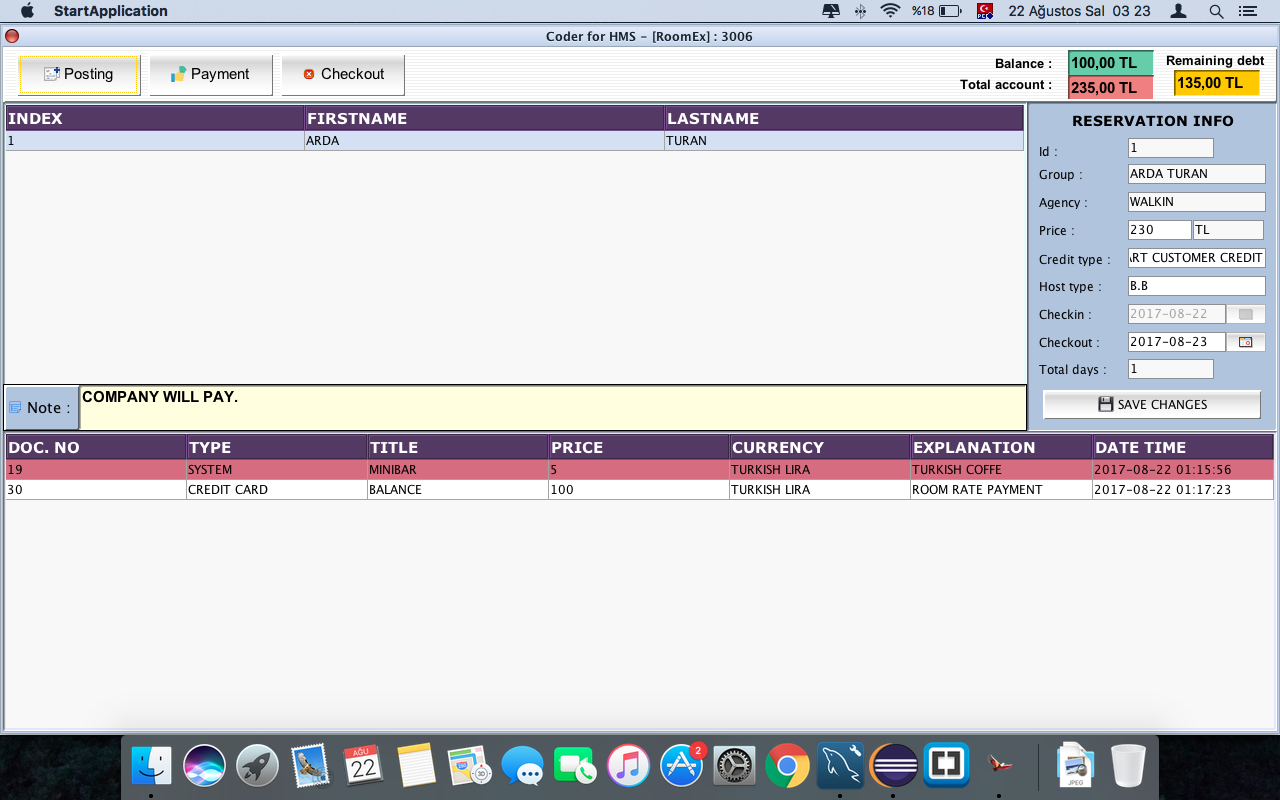 StartApplication %18 22 Ağustos Sal 03 23
Coder for HMS - [RoomEx] : 3006
Posting Payment Checkout
Balance : 100,00 TL Remaining debt
Total account : 235,00 TL 135,00 TL
INDEX FIRSTNAME LASTNAME
1 ARDA TURAN
RESERVATION INFO
Id : 1
Group : ARDA TURAN
Agency : WALKIN
Price : 230 TL
Credit type : ART CUSTOMER CREDIT
Host type : B.B
Checkin : 2017-08-22
Checkout : 2017-08-23
Total days : 1
SAVE CHANGES
Note : COMPANY WILL PAY.
DOC. NO TYPE TITLE PRICE CURRENCY EXPLANATION DATE TIME
19 SYSTEM MINIBAR 5 TURKISH LIRA TURKISH COFFE 2017-08-22 01:15:56
30 CREDIT CARD BALANCE 100 TURKISH LIRA ROOM RATE PAYMENT 2017-08-22 01:17:23
AĞU
22
2
JPEG